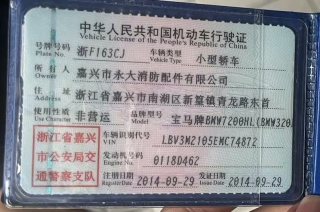 中华人民共和国机动车行驶证
Vehicle License of the People's Republic of China
号牌号码 Plate No. 浙F163CJ 车辆类型 Vehicle Type 小型轿车
所有人 Owner 嘉兴市永大消防配件有限公司
住址 浙江省嘉兴市南湖区新篁镇青龙路东首
使用性质 Use Character 非营运 品牌型号 宝马牌BMW7200HL(BMW320
浙江省嘉兴市公安局交通警察支队
车辆识别代号 VIN LBV3M2105EMC74872
发动机号码 Engine No. 0118D462
注册日期 Register Date 2014-09-29 发证日期 Issue Date 2014-09-29